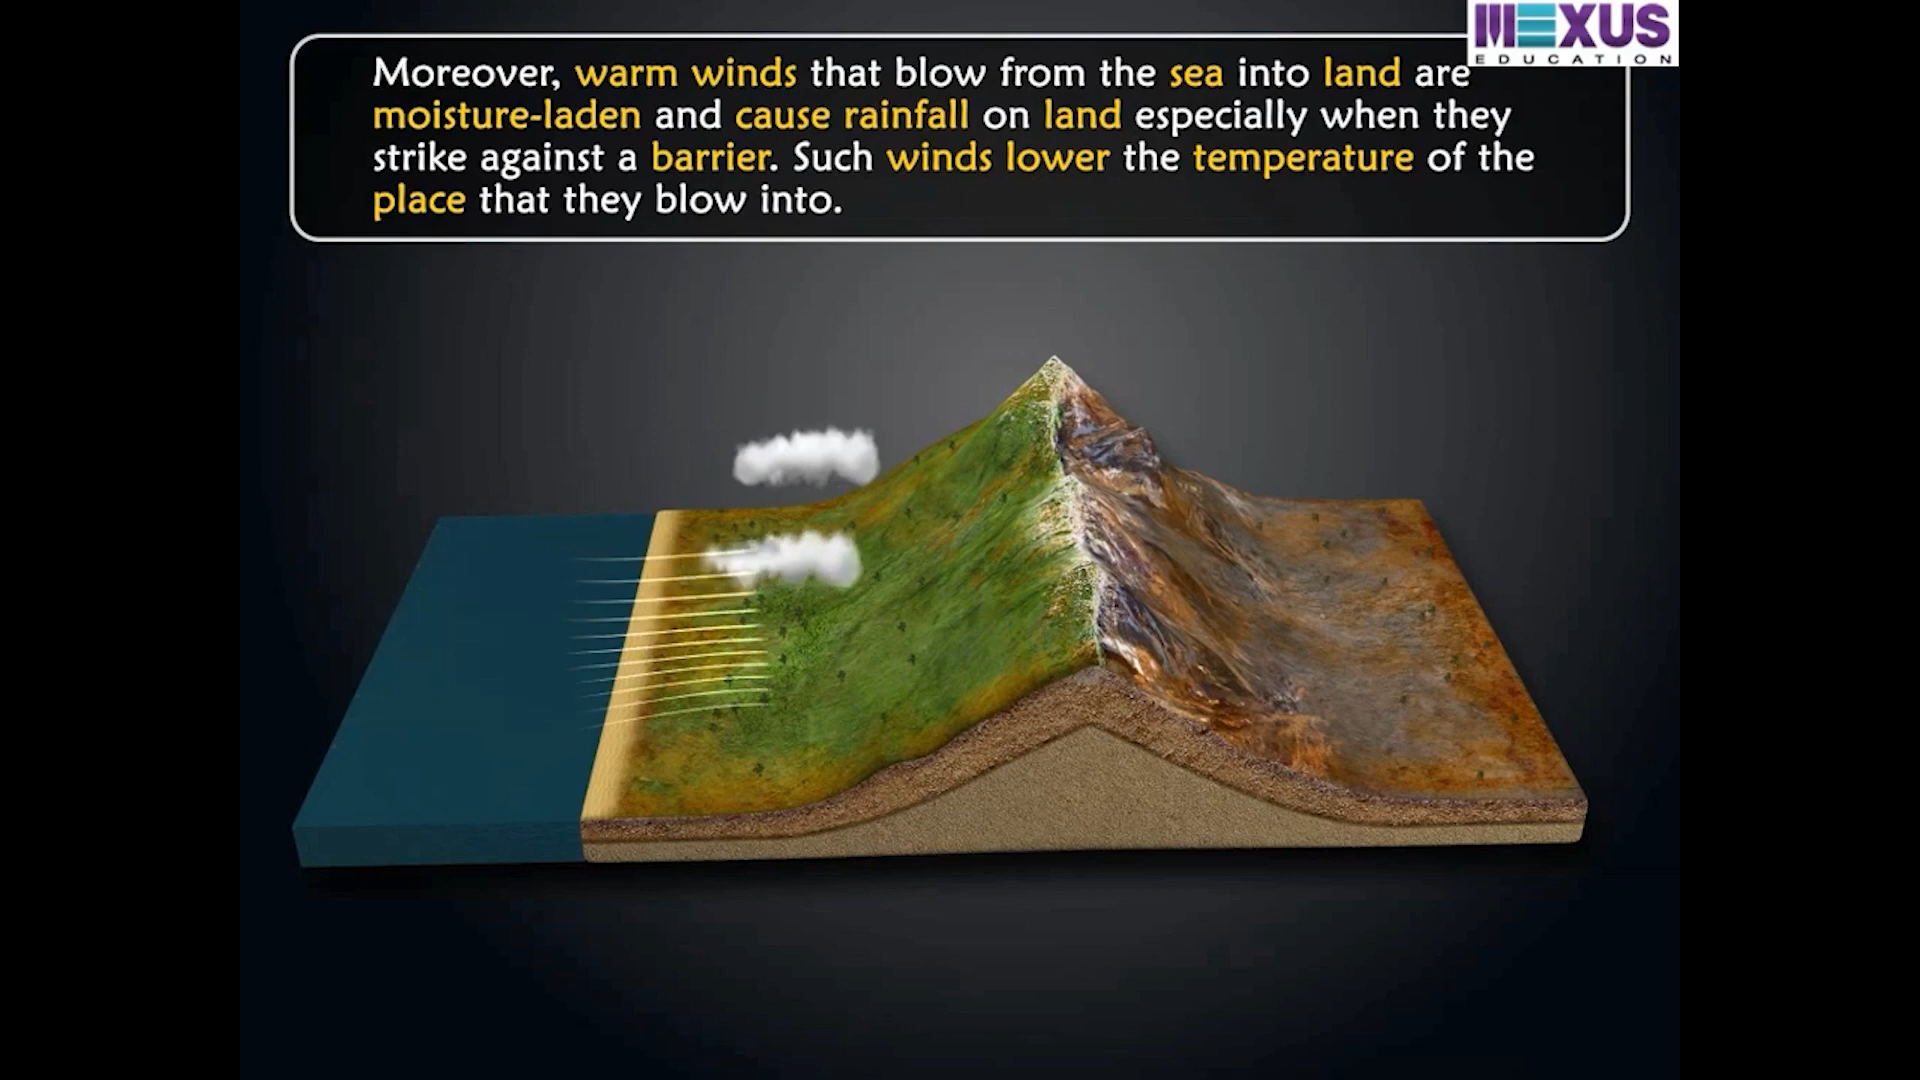 MEXUS
EDUCATION
Moreover, warm winds that blow from the sea into land are
moisture-laden and cause rainfall on land especially when they
strike against a barrier. Such winds lower the temperature of the
place that they blow into.